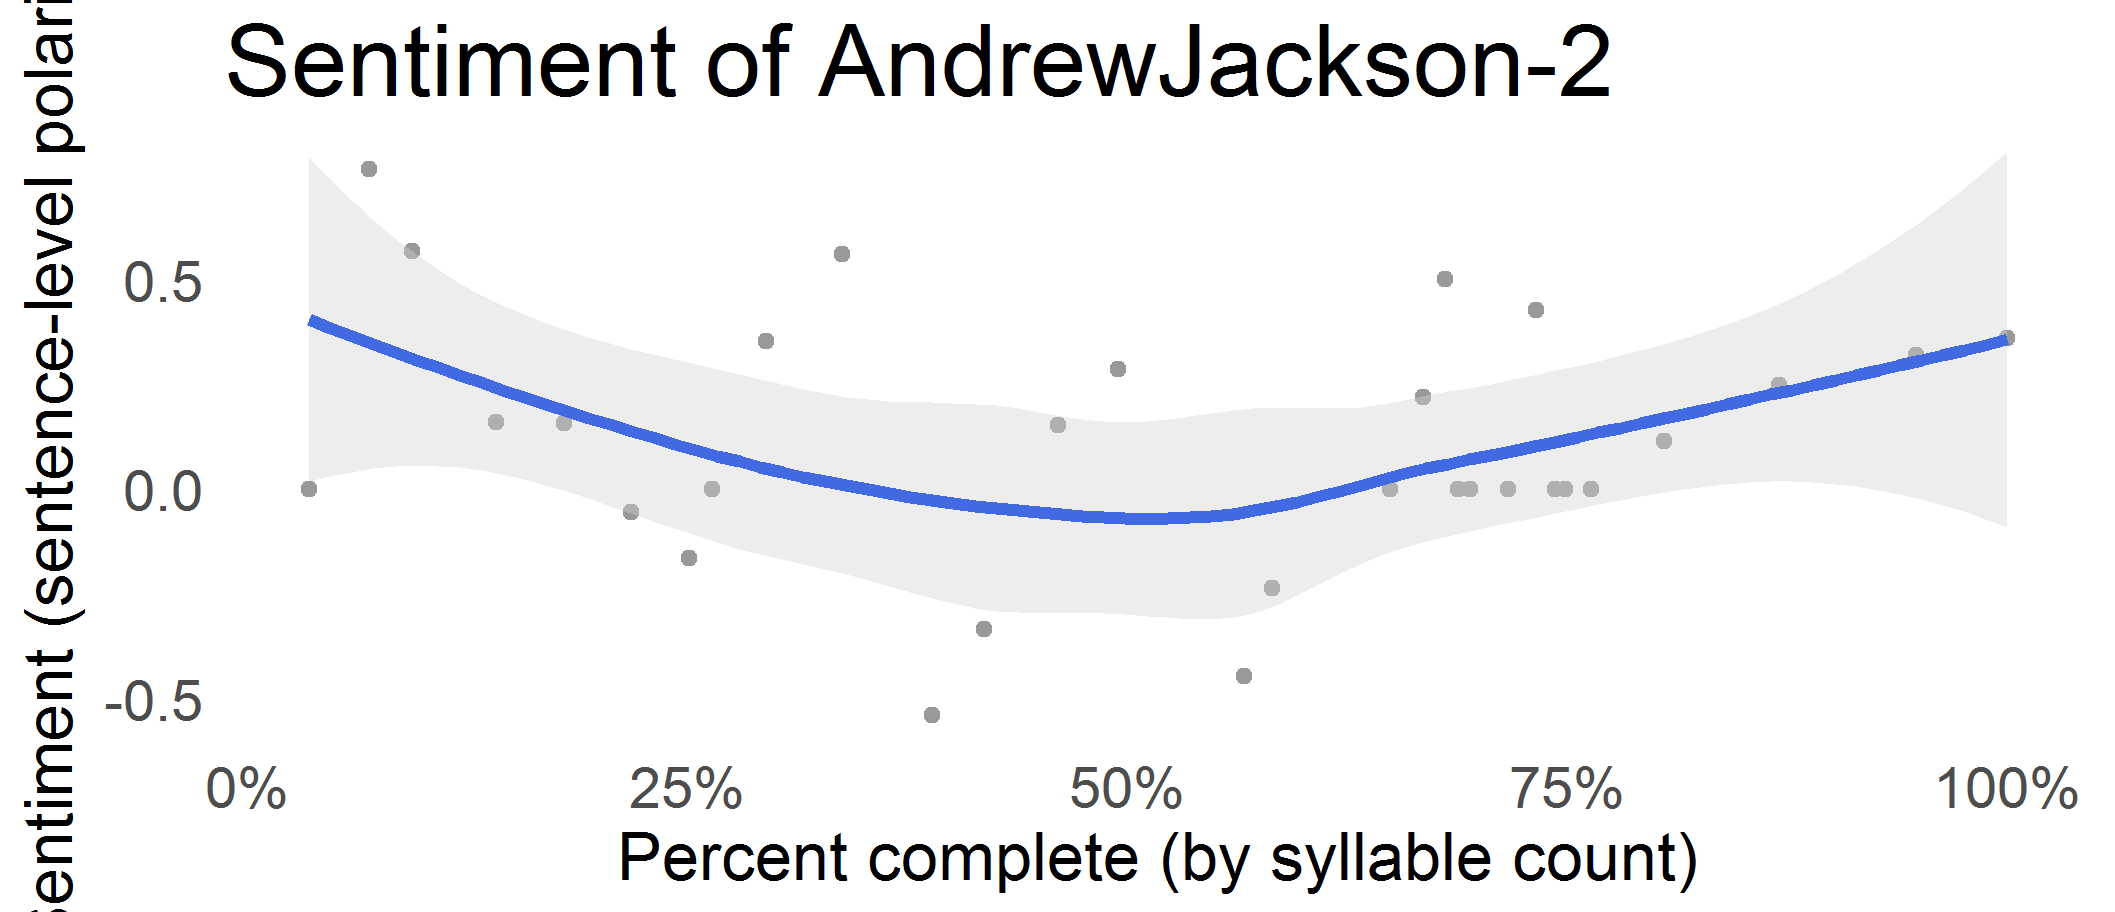 Sentiment of AndrewJackson-2
Sentiment (sentence-level polari
0.5
0.0
-0.5
0% 25% 50% 75% 100%
Percent complete (by syllable count)